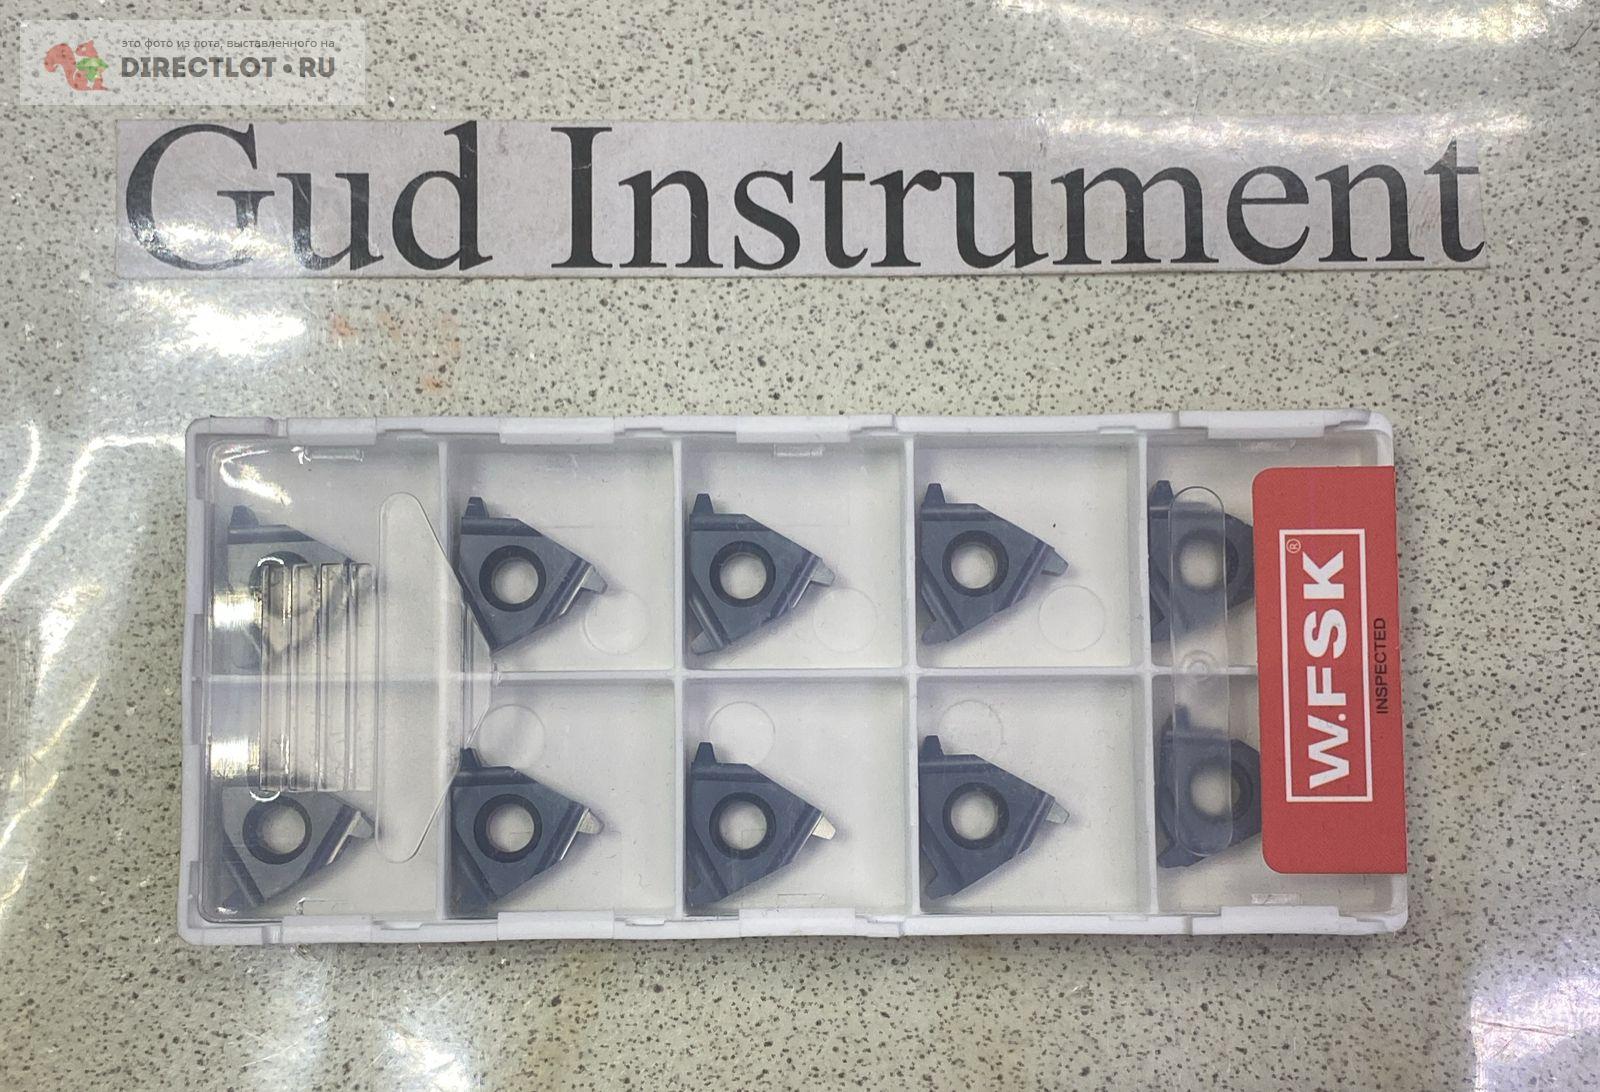 это фото из лота, выставленного на
DIRECTLOT•RU
Gud Instrument
W.FSK®
INSPECTED